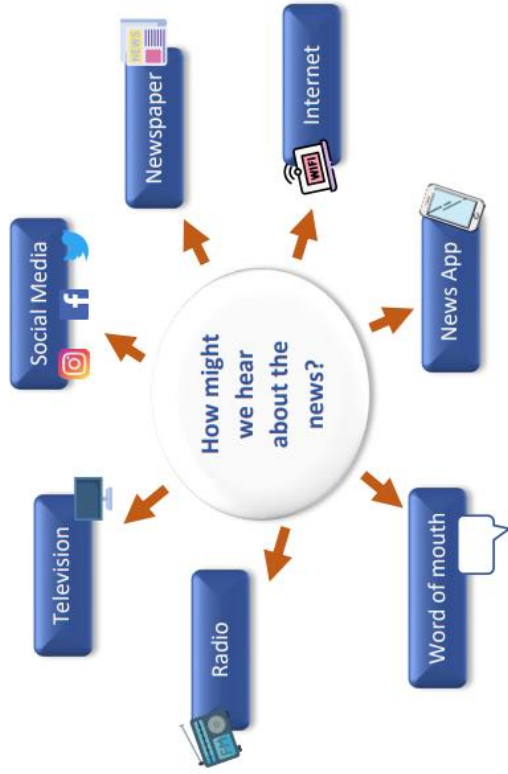 How might
we hear
about the
news?
Social Media
Newspaper
NEWS
Internet
WIFI
News App
Word of mouth
Radio
FM
Television